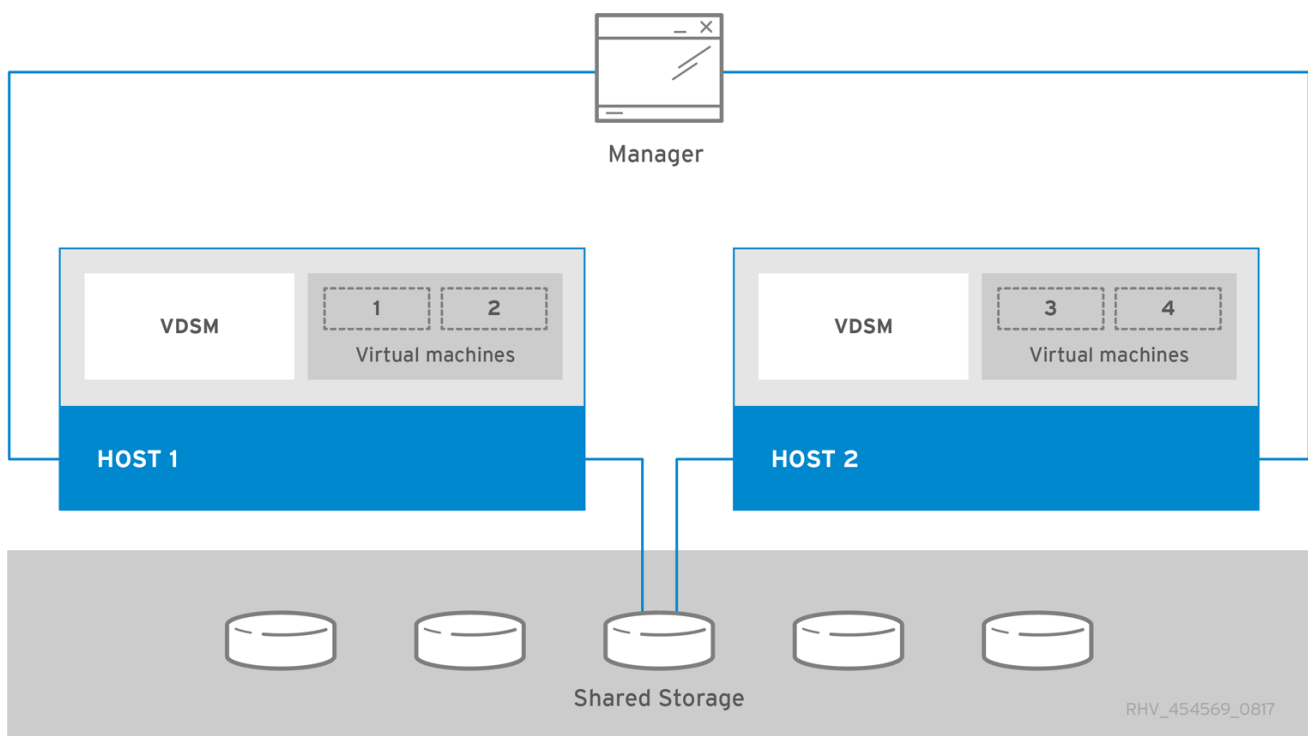 Manager
VDSM
1 2
Virtual machines
HOST 1
VDSM
3 4
Virtual machines
HOST 2
Shared Storage
RHV_454569_0817